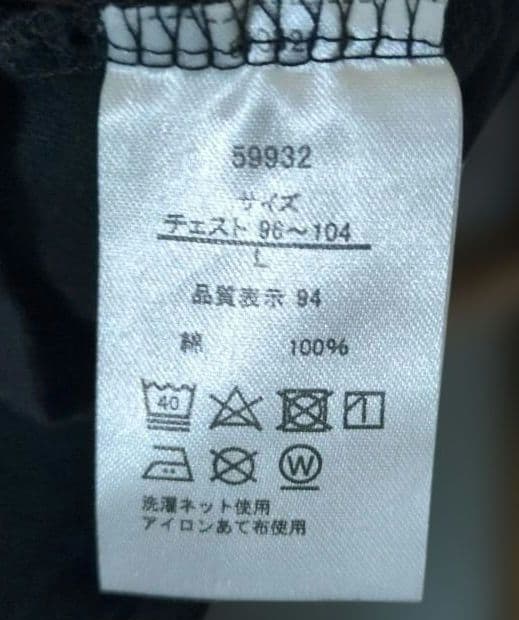 59932
サイズ
チェスト 96～104
L
品質表示 94
綿 100%
40
W
洗濯ネット使用
アイロンあて布使用